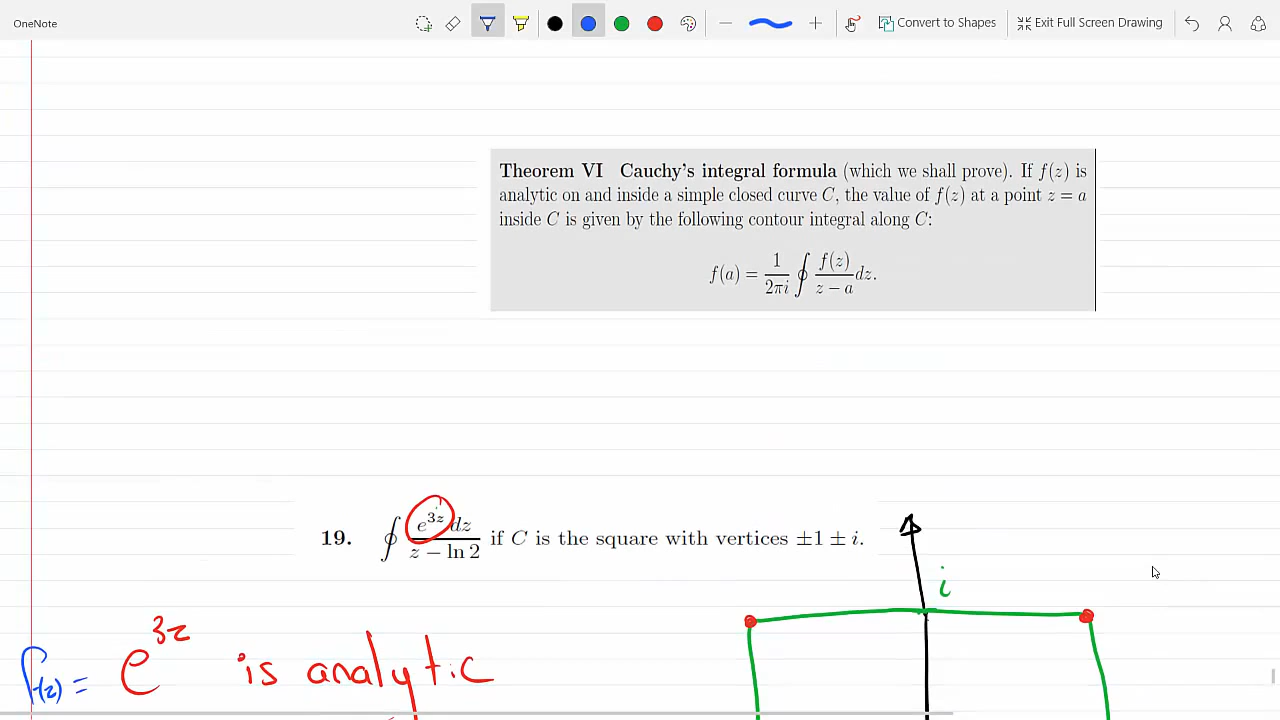 OneNote
Convert to Shapes
Exit Full Screen Drawing
Theorem VI Cauchy's integral formula (which we shall prove). If f(z) is
analytic on and inside a simple closed curve C, the value of f(z) at a point z = a
inside C is given by the following contour integral along C:
f(a) = 1/2πi ∮ f(z)/z − a dz.
19. ∮ e^{3z} dz/z − ln 2 if C is the square with vertices ±1 ± i.
i
f(z) = e^{3z} is analytic